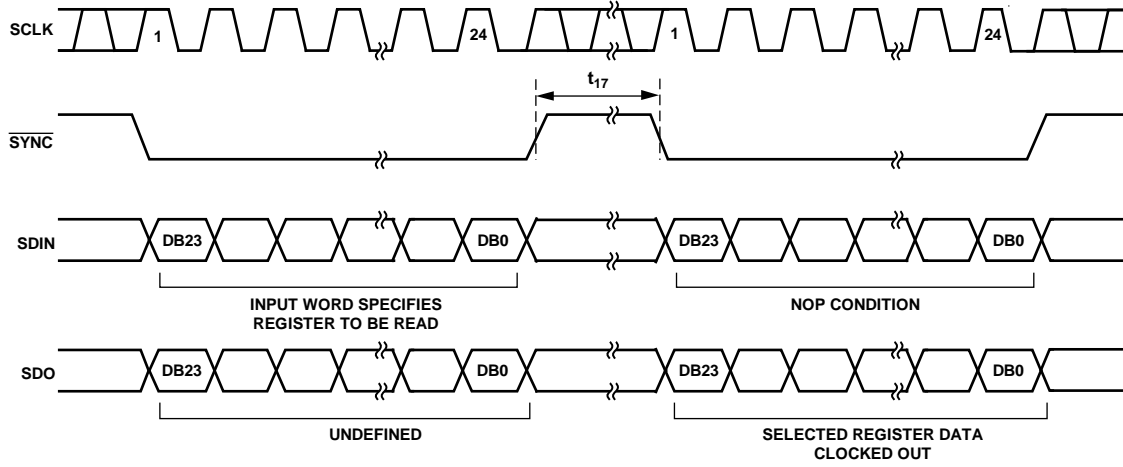 SCLK
1
24
1
24
t17
SYNC
SDIN
DB23
DB0
DB23
DB0
INPUT WORD SPECIFIES
REGISTER TO BE READ
NOP CONDITION
SDO
DB23
DB0
DB23
DB0
UNDEFINED
SELECTED REGISTER DATA
CLOCKED OUT